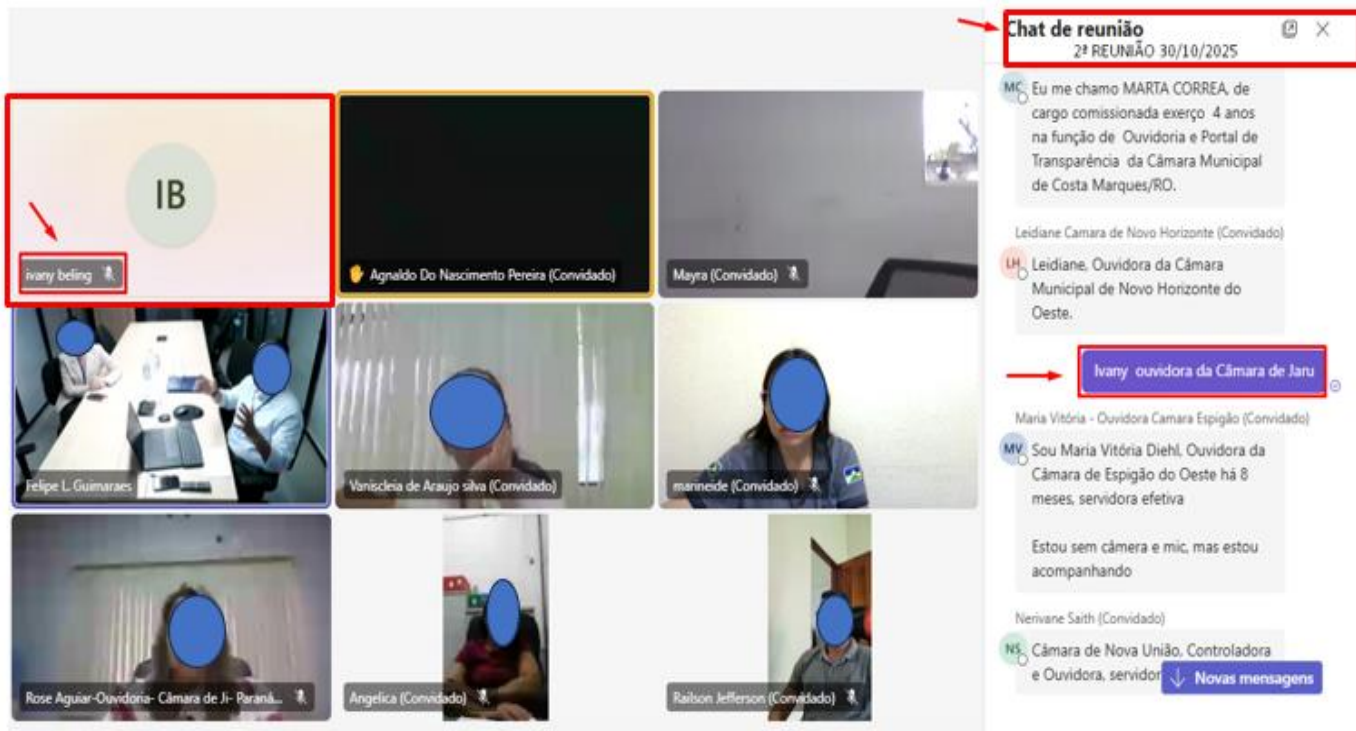 Chat de reunião
2ª REUNIÃO 30/10/2025
IB
ivany beling
Agnaldo Do Nascimento Pereira (Convidado)
Mayra (Convidado)
Felipe L. Guimaraes
Vaniscleia de Araujo silva (Convidado)
marineide (Convidado)
Rose Aguiar-Ouvidoria- Câmara de Ji- Paraná...
Angelica (Convidado)
Railson Jefferson (Convidado)
MC
Eu me chamo MARTA CORREA, de
cargo comissionada exerço 4 anos
na função de Ouvidoria e Portal de
Transparência da Câmara Municipal
de Costa Marques/RO.
Leidiane Camara de Novo Horizonte (Convidado)
LH
Leidiane, Ouvidora da Câmara
Municipal de Novo Horizonte do
Oeste.
Ivany ouvidora da Câmara de Jaru
Maria Vitória - Ouvidora Camara Espigão (Convidado)
MV
Sou Maria Vitória Diehl, Ouvidora da
Câmara de Espigão do Oeste há 8
meses, servidora efetiva
Estou sem câmera e mic, mas estou
acompanhando
Nerivane Saith (Convidado)
NS
Câmara de Nova União, Controladora
e Ouvidora, servidor
Novas mensagens